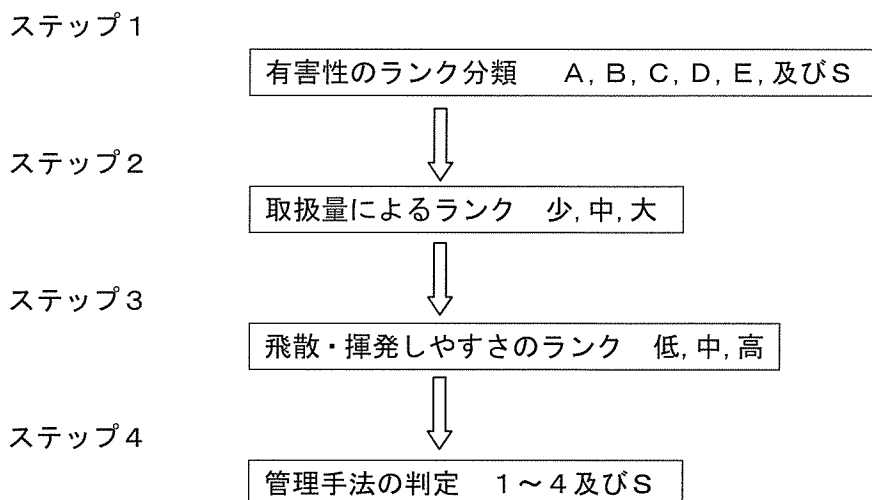 ステップ1
有害性のランク分類 A, B, C, D, E, 及びS
ステップ2
取扱量によるランク 少, 中, 大
ステップ3
飛散・揮発しやすさのランク 低, 中, 高
ステップ4
管理手法の判定 1~4及びS